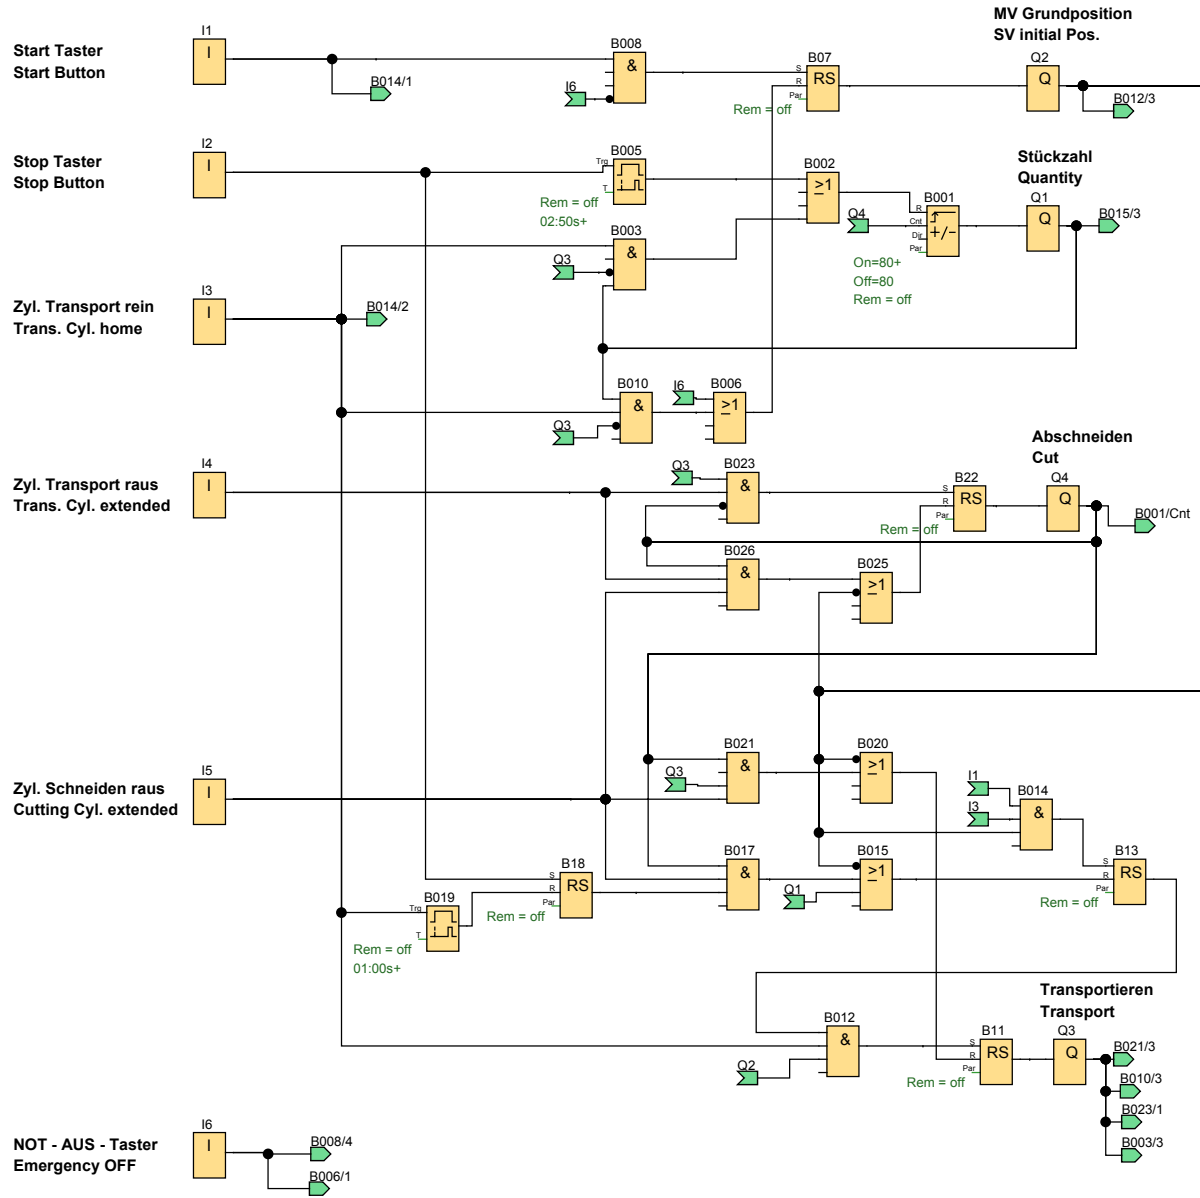 MV Grundposition
SV initial Pos.
Start Taster
Start Button
I1
I
B014/1
I6
B008
&
B07
S
R
Par
RS
Rem = off
Q2
Q
B012/3
Stop Taster
Stop Button
I2
I
B005
Trg
T
Rem = off
02:50s+
B002
>1
Stückzahl
Quantity
B001
R
Cnt
Dir
Par
+/-
Q4
On=80+
Off=80
Rem = off
Q1
Q
B015/3
B003
&
Q3
Zyl. Transport rein
Trans. Cyl. home
I3
I
B014/2
B010
&
Q3
I6
B006
>1
Abschneiden
Cut
Zyl. Transport raus
Trans. Cyl. extended
I4
I
Q3
B023
&
B22
S
R
Par
RS
Rem = off
Q4
Q
B001/Cnt
B026
&
B025
>1
Zyl. Schneiden raus
Cutting Cyl. extended
I5
I
B021
&
Q3
B020
>1
I1
I3
B014
&
B017
&
B015
>1
Q1
B13
S
R
Par
RS
Rem = off
B18
S
R
Par
RS
Rem = off
B019
Trg
T
Rem = off
01:00s+
Transportieren
Transport
B012
&
Q2
B11
S
R
Par
RS
Rem = off
Q3
Q
B021/3
B010/3
B023/1
B003/3
NOT - AUS - Taster
Emergency OFF
I6
I
B008/4
B006/1